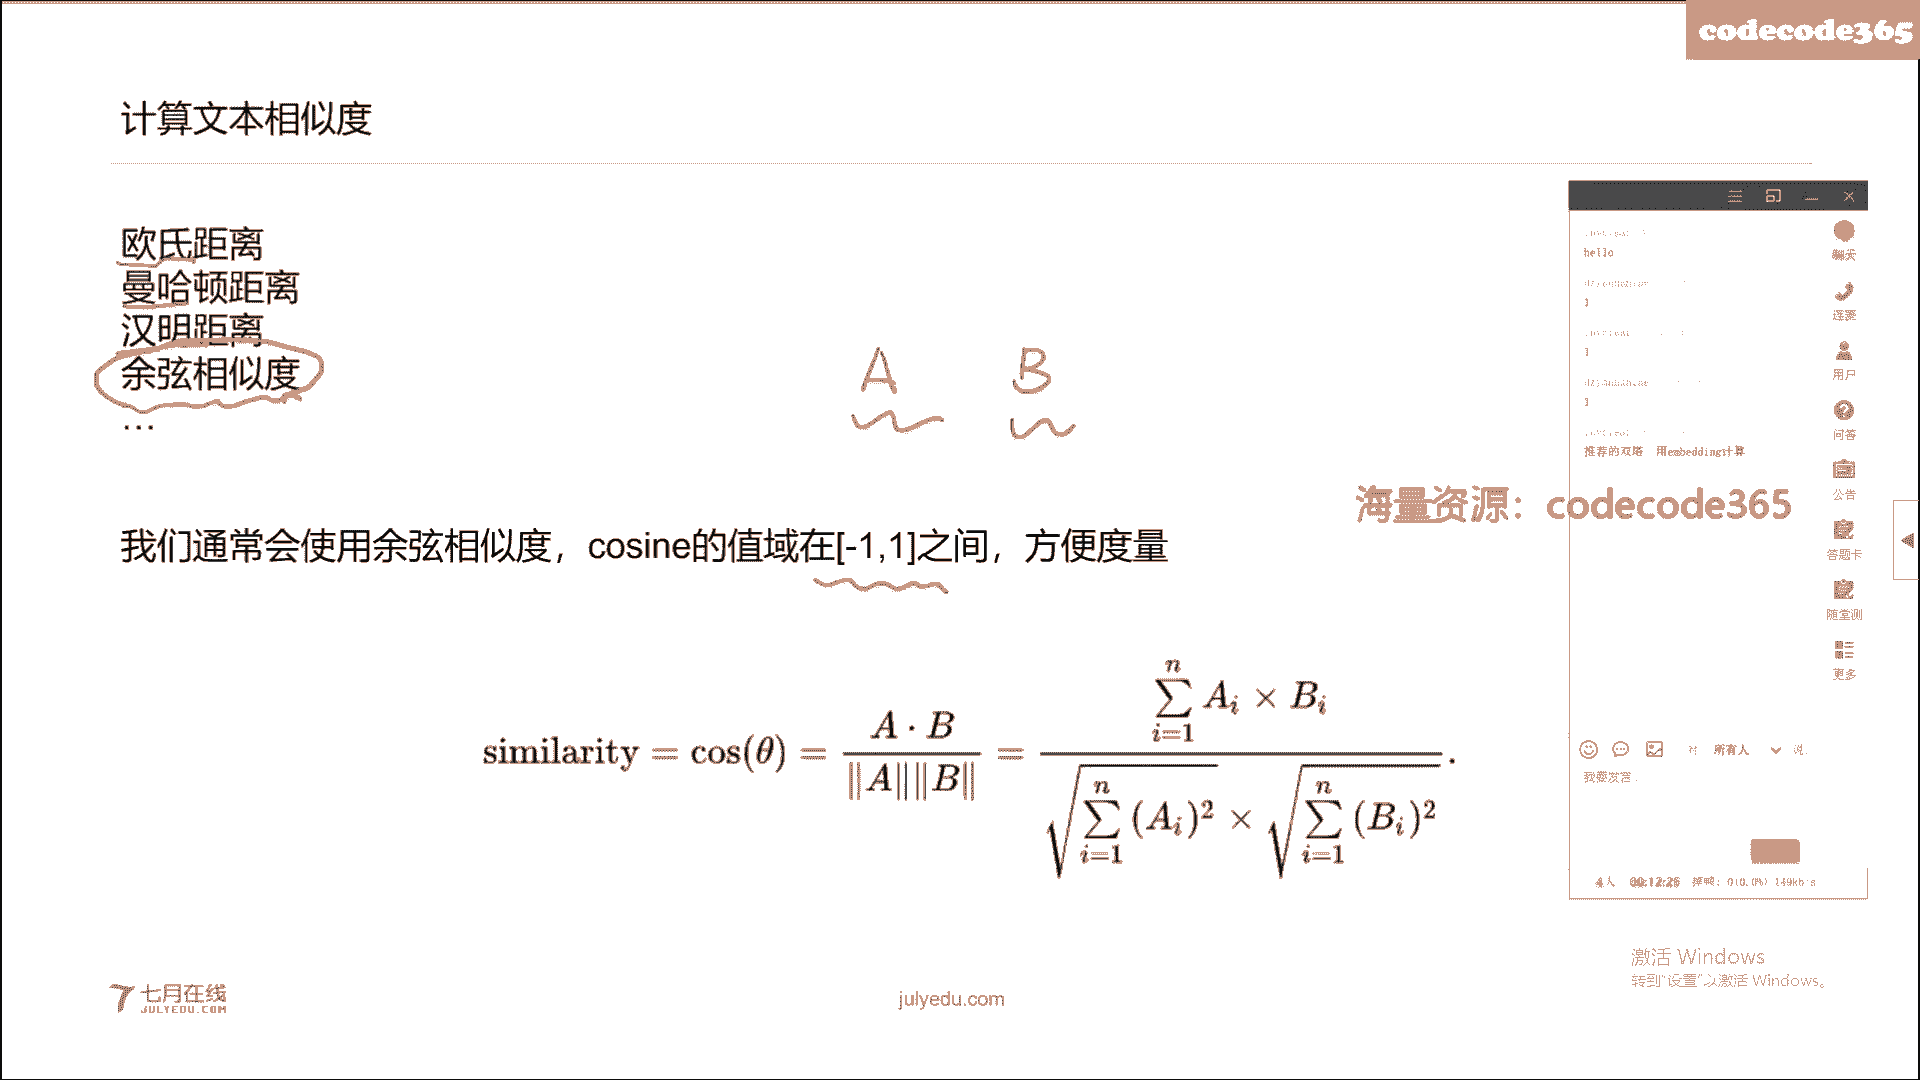 codecode365
计算文本相似度
欧氏距离
曼哈顿距离
汉明距离
余弦相似度
...
A B
我们通常会使用余弦相似度，cosine的值域在[-1,1]之间，方便度量
similarity = cos(θ) = A · B / ‖A‖‖B‖ = \sum_{i=1}^{n} A_i × B_i / \sqrt{\sum_{i=1}^{n} (A_i)^2} × \sqrt{\sum_{i=1}^{n} (B_i)^2} .
海量资源：codecode365
hello
1
1
1
推荐的双塔 用embedding计算
聊天
连麦
用户
问答
公告
答题卡
随堂测
更多
对 所有人 说
我要发言
4人 00:12:26 149kb/s
激活 Windows
转到"设置"以激活 Windows。
七月在线
JULYEDU.COM
julyedu.com